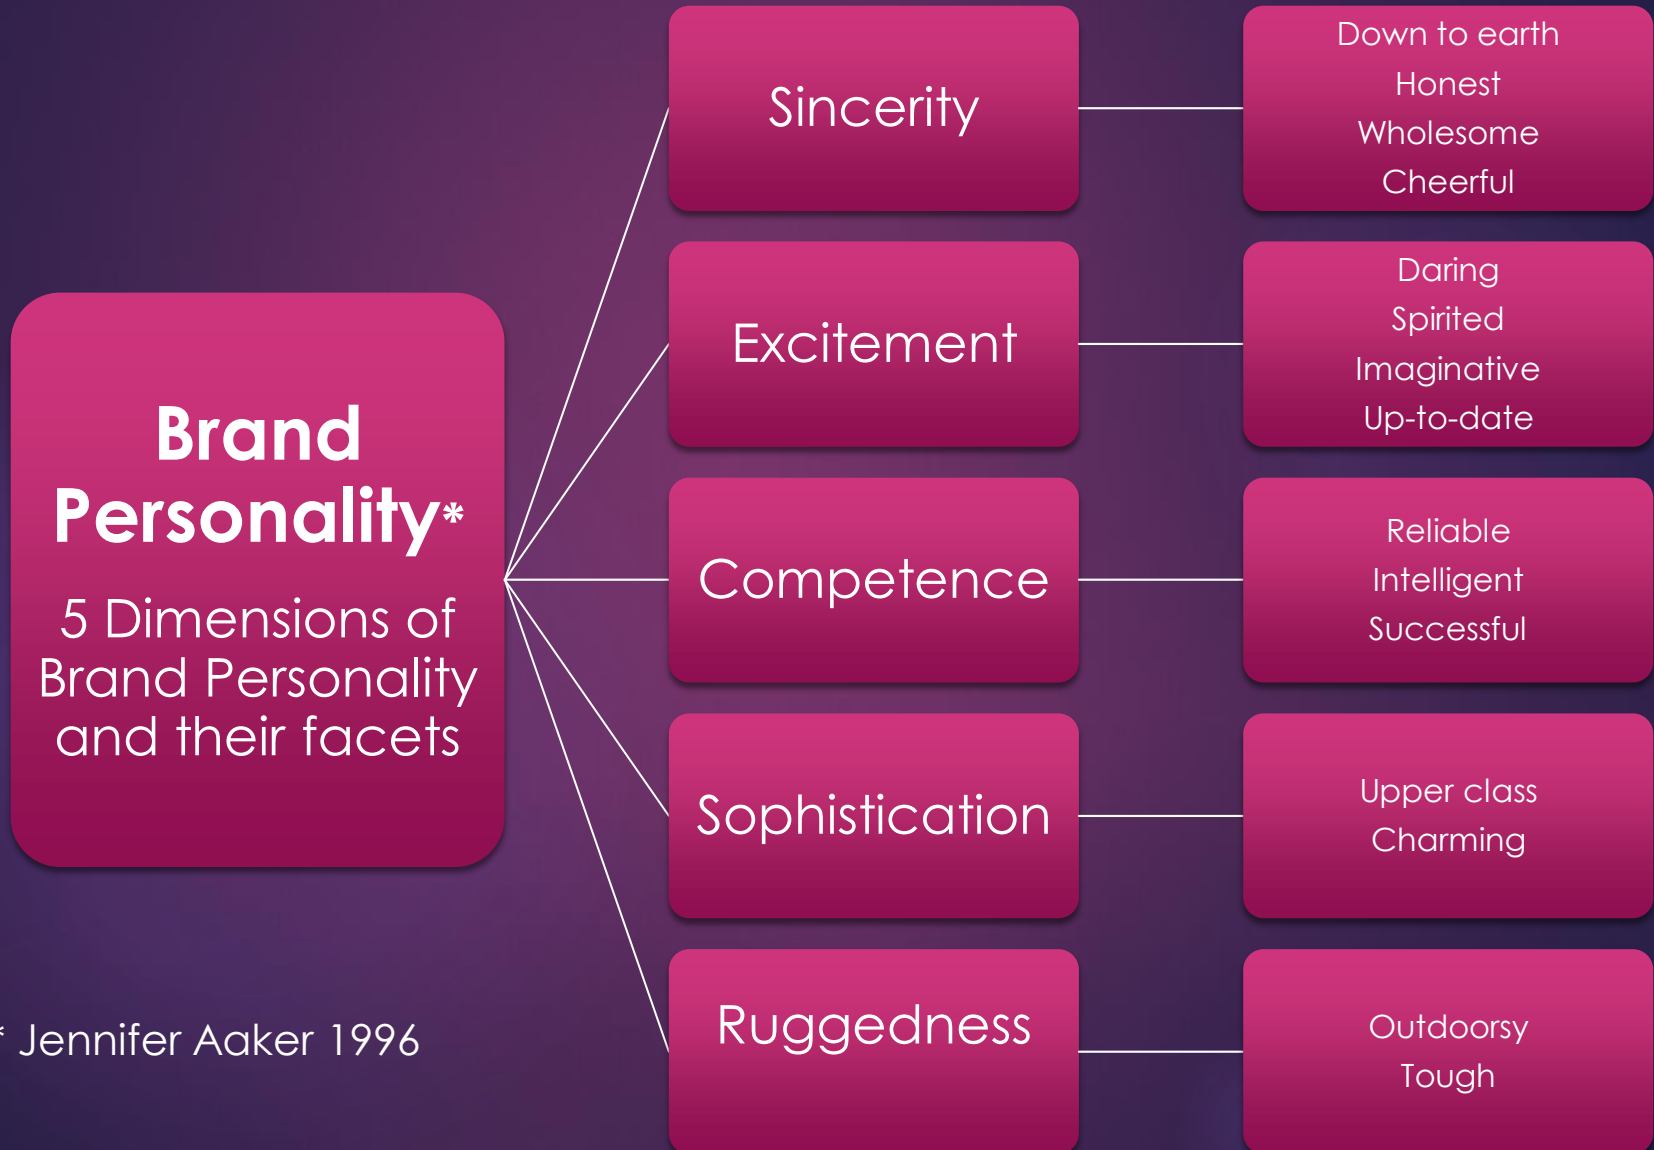 Brand
Personality*
5 Dimensions of
Brand Personality
and their facets
Sincerity
Down to earth
Honest
Wholesome
Cheerful
Excitement
Daring
Spirited
Imaginative
Up-to-date
Competence
Reliable
Intelligent
Successful
Sophistication
Upper class
Charming
Ruggedness
Outdoorsy
Tough
* Jennifer Aaker 1996